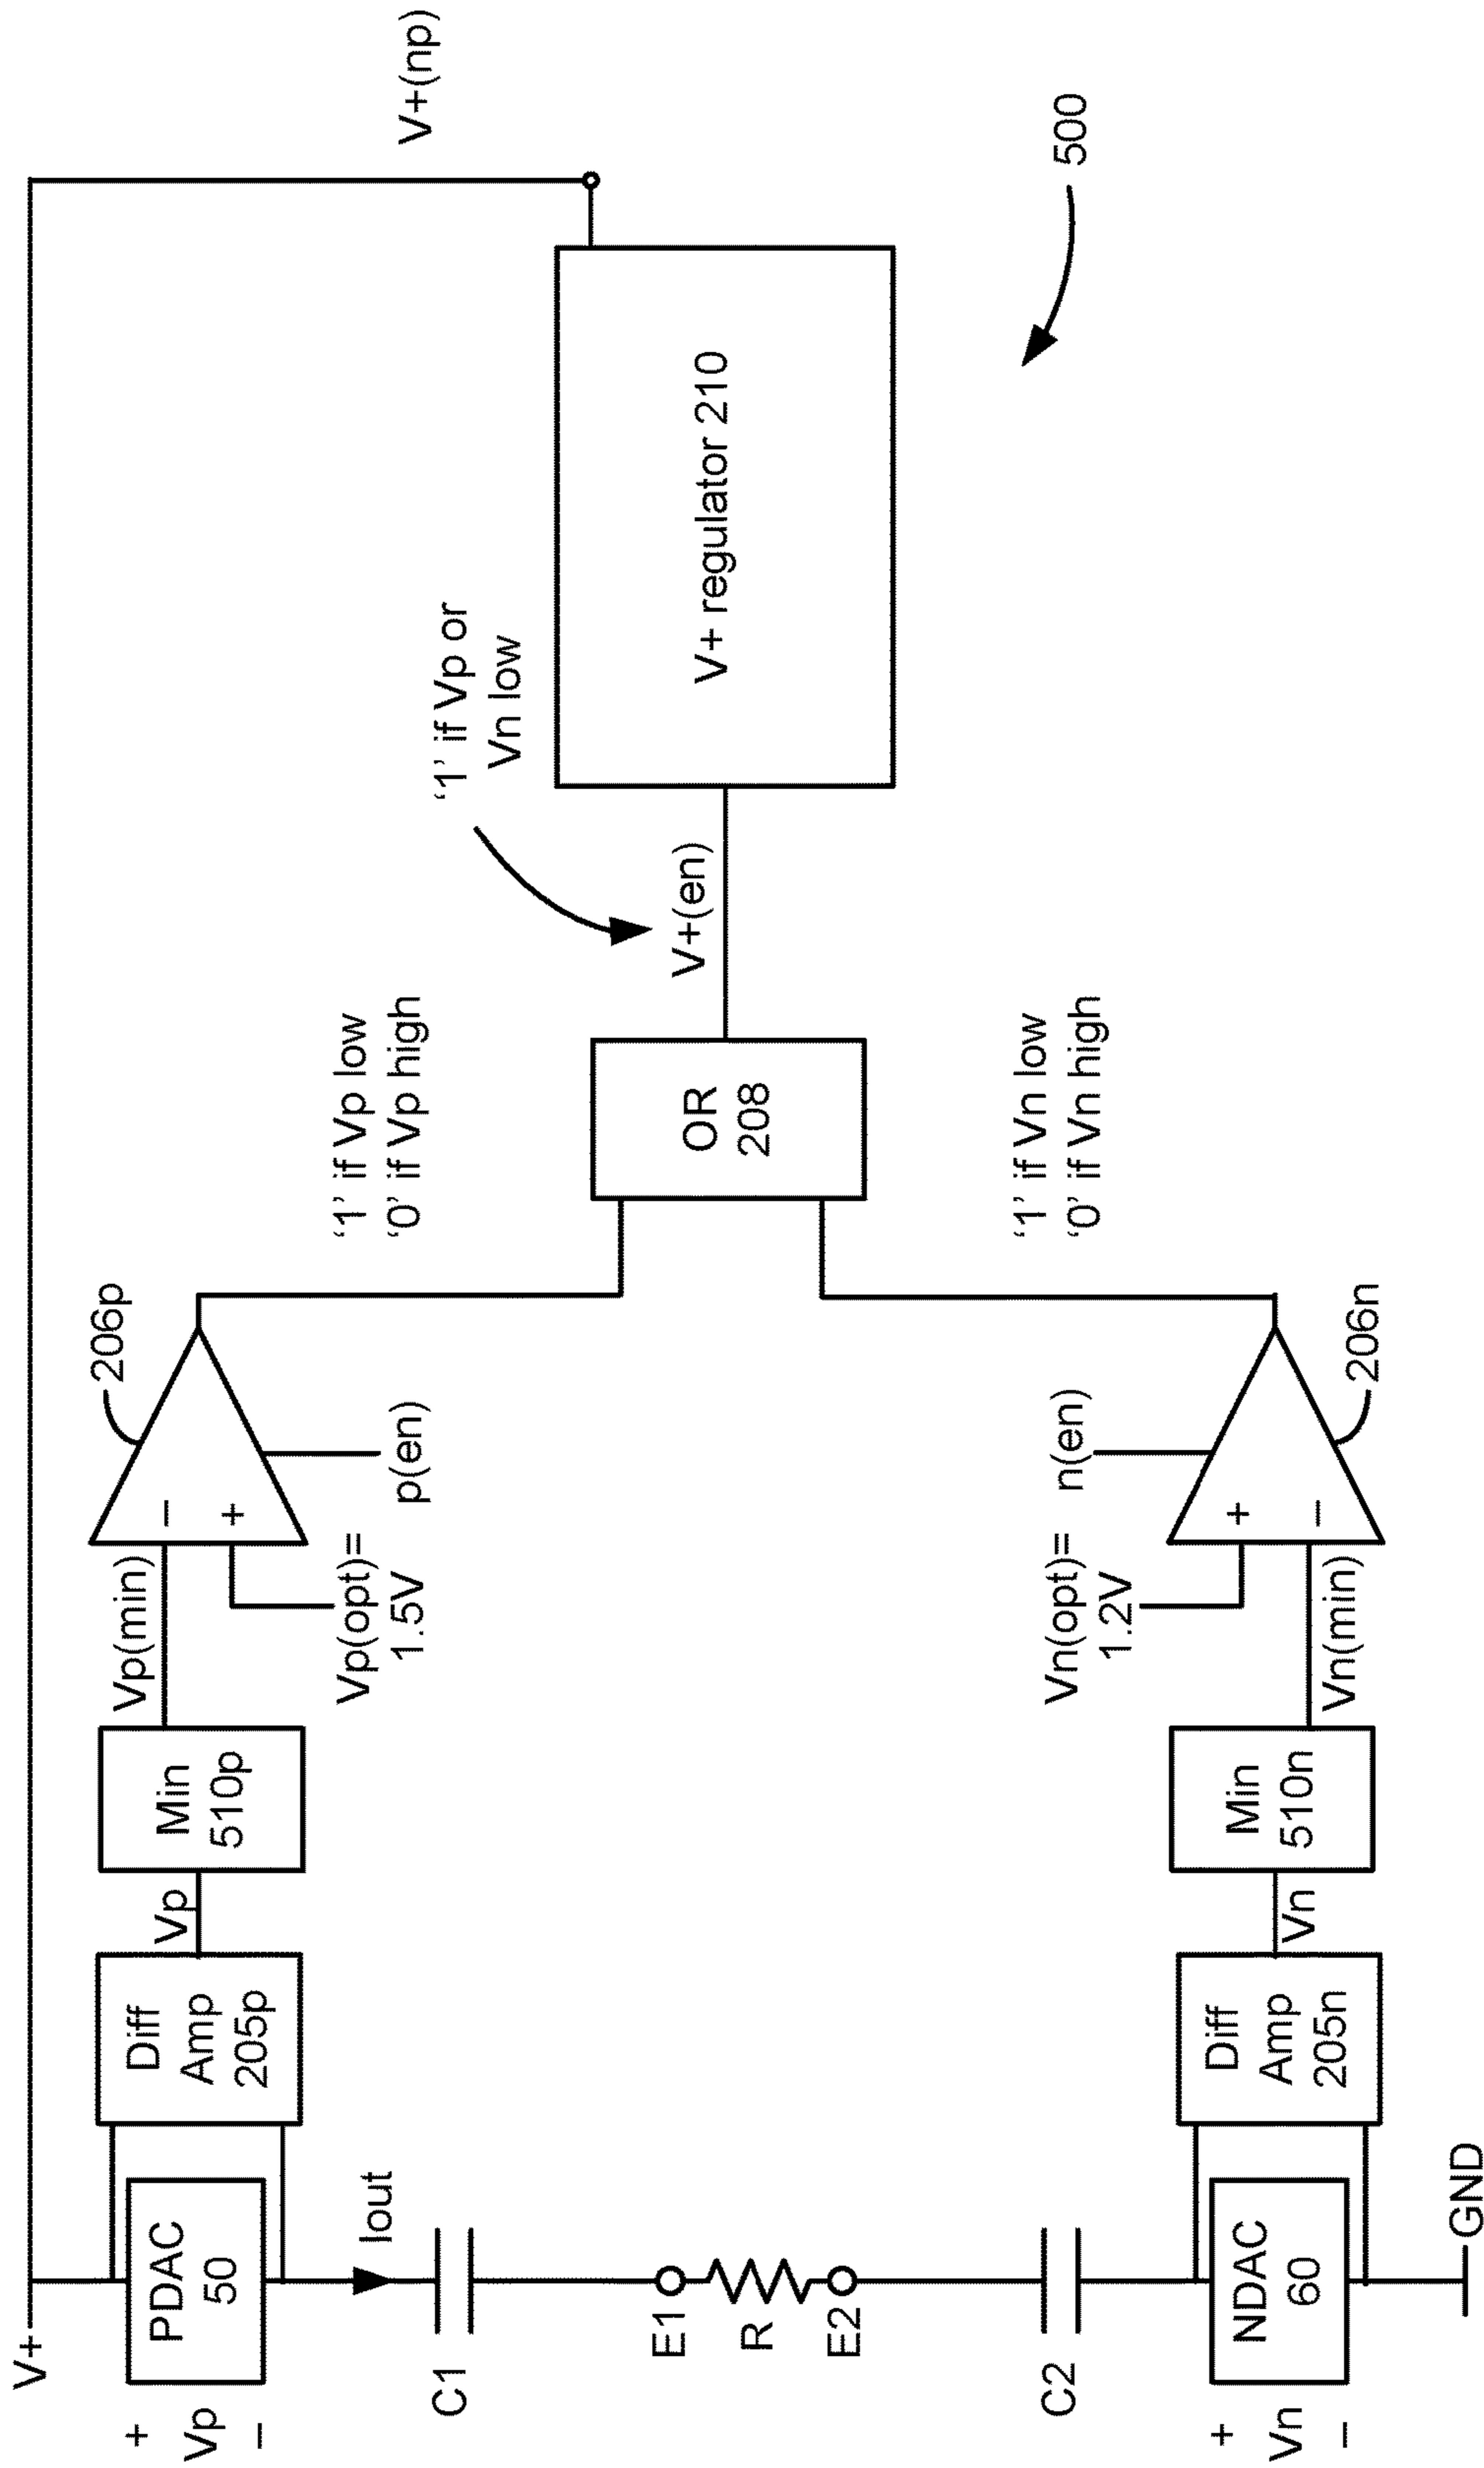 V+
+
Vp
–
PDAC
50
Diff
Amp
205p
Vp
Min
510p
Vp(min)
–
+
Vp(opt)=
1.5V
p(en)
206p
‘1’ if Vp low
‘0’ if Vp high
Iout
C1
E1
R
E2
C2
+
Vn
–
NDAC
60
GND
Diff
Amp
205n
Vn
Min
510n
Vn(min)
Vn(opt)=
1.2V
+
–
n(en)
206n
‘1’ if Vn low
‘0’ if Vn high
OR
208
V+(en)
‘1’ if Vp or
Vn low
V+ regulator 210
V+(np)
500